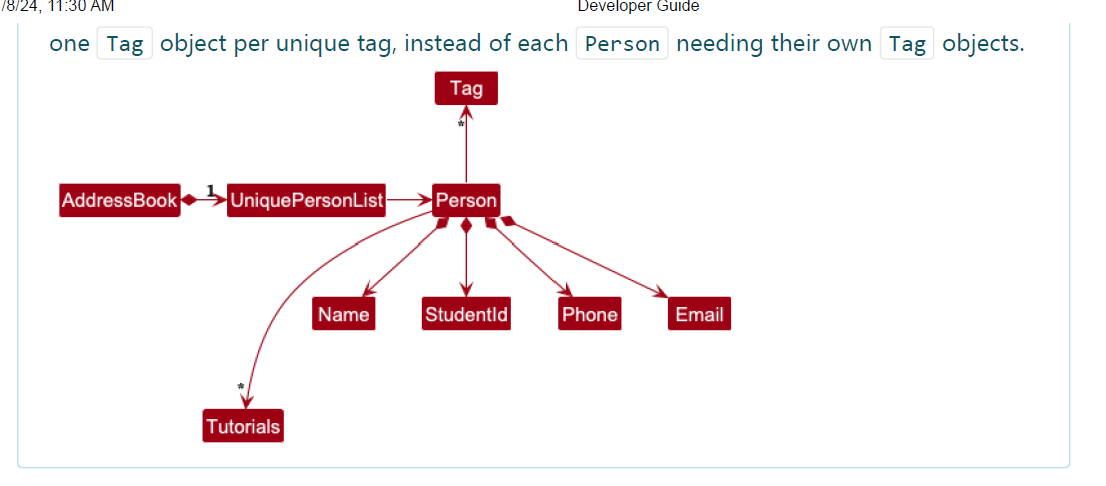 /8/24, 11:30 AM Developer Guide
one Tag object per unique tag, instead of each Person needing their own Tag objects.
Tag
*
AddressBook 1 UniquePersonList Person
Name StudentId Phone Email
*
Tutorials